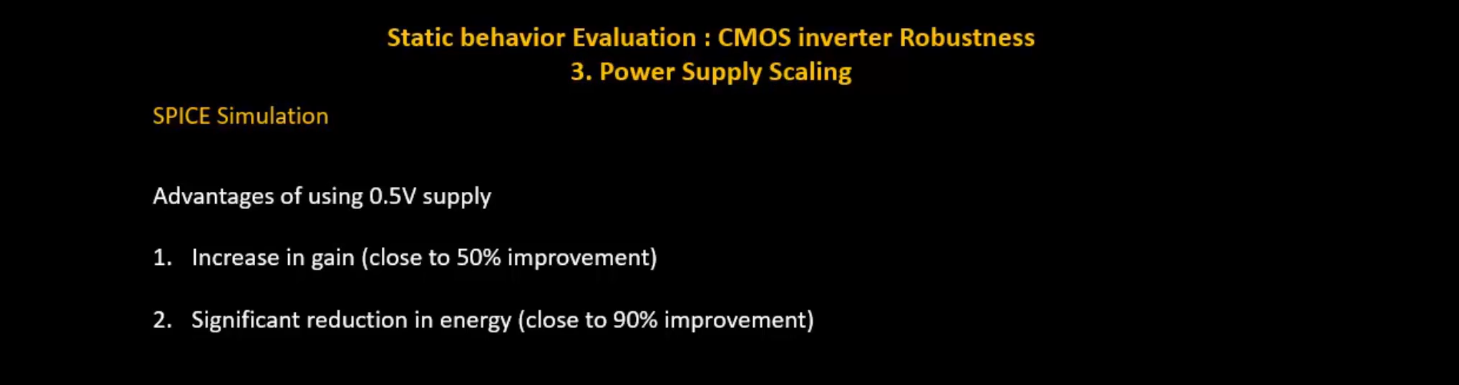 Static behavior Evaluation : CMOS inverter Robustness
3. Power Supply Scaling
SPICE Simulation
Advantages of using 0.5V supply
1. Increase in gain (close to 50% improvement)
2. Significant reduction in energy (close to 90% improvement)